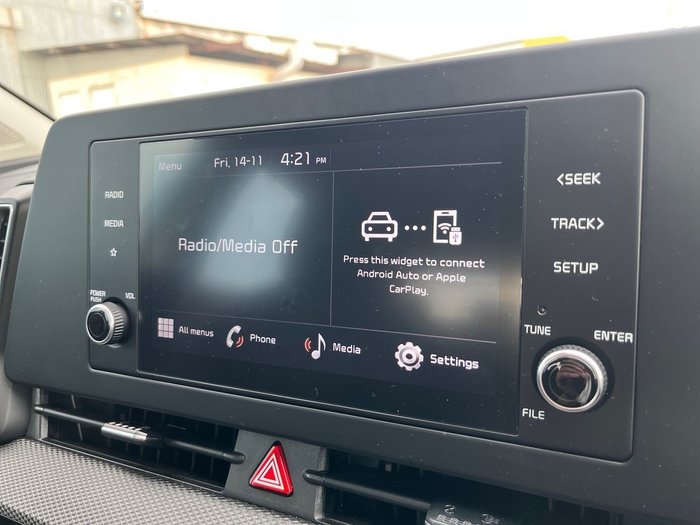 Menu
Fri, 14-11
4:21 PM
RADIO
MEDIA
POWER
PUSH
VOL
Radio/Media Off
Press this widget to connect
Android Auto or Apple
CarPlay.
All menus
Phone
Media
Settings
<SEEK
TRACK>
SETUP
TUNE
ENTER
FILE